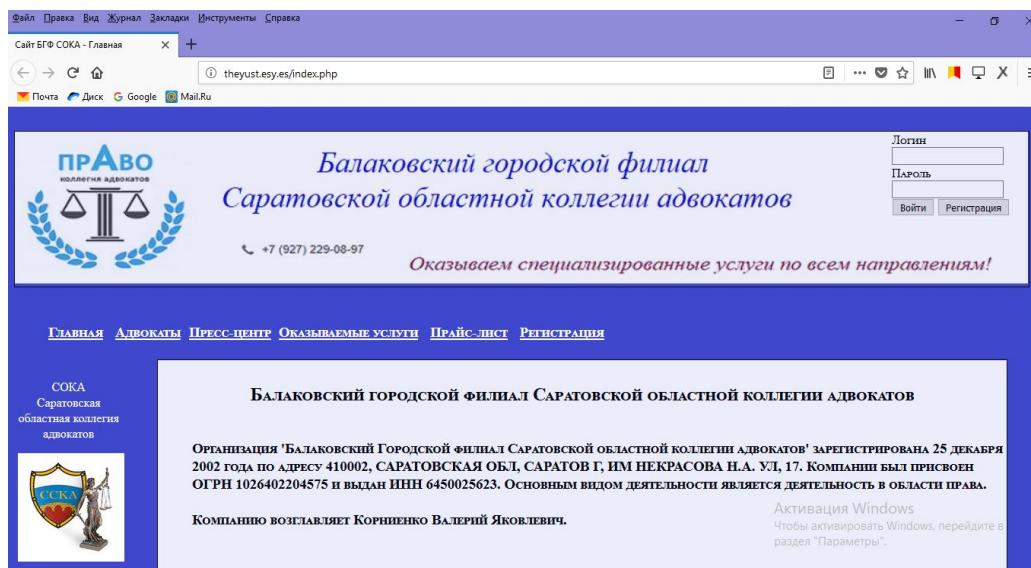 Файл Правка Вид Журнал Закладки Инструменты Справка
Сайт БГФ СОКА - Главная
theyust.esy.es/index.php
Почта Диск Google Mail.Ru
ПРАВО
КОЛЛЕГИЯ АДВОКАТОВ
Балаковский городской филиал
Саратовской областной коллегии адвокатов
+7 (927) 229-08-97
Оказываем специализированные услуги по всем направлениям!
Логин
Пароль
Войти Регистрация
Главная Адвокаты Пресс-центр Оказываемые услуги Прайс-лист Регистрация
СОКА
Саратовская
областная коллегия
адвокатов
ССКА
Балаковский городской филиал Саратовской областной коллегии адвокатов
Организация 'Балаковский Городской филиал Саратовской областной коллегии адвокатов' зарегистрирована 25 декабря
2002 года по адресу 410002, САРАТОВСКАЯ ОБЛ, САРАТОВ Г, ИМ НЕКРАСОВА Н.А. УЛ, 17. Компании был присвоен
ОГРН 1026402204575 и выдан ИНН 6450025623. Основным видом деятельности является деятельность в области права.
Компанию возглавляет Корниенко Валерий Яковлевич.
Активация Windows
Чтобы активировать Windows, перейдите в
раздел "Параметры".